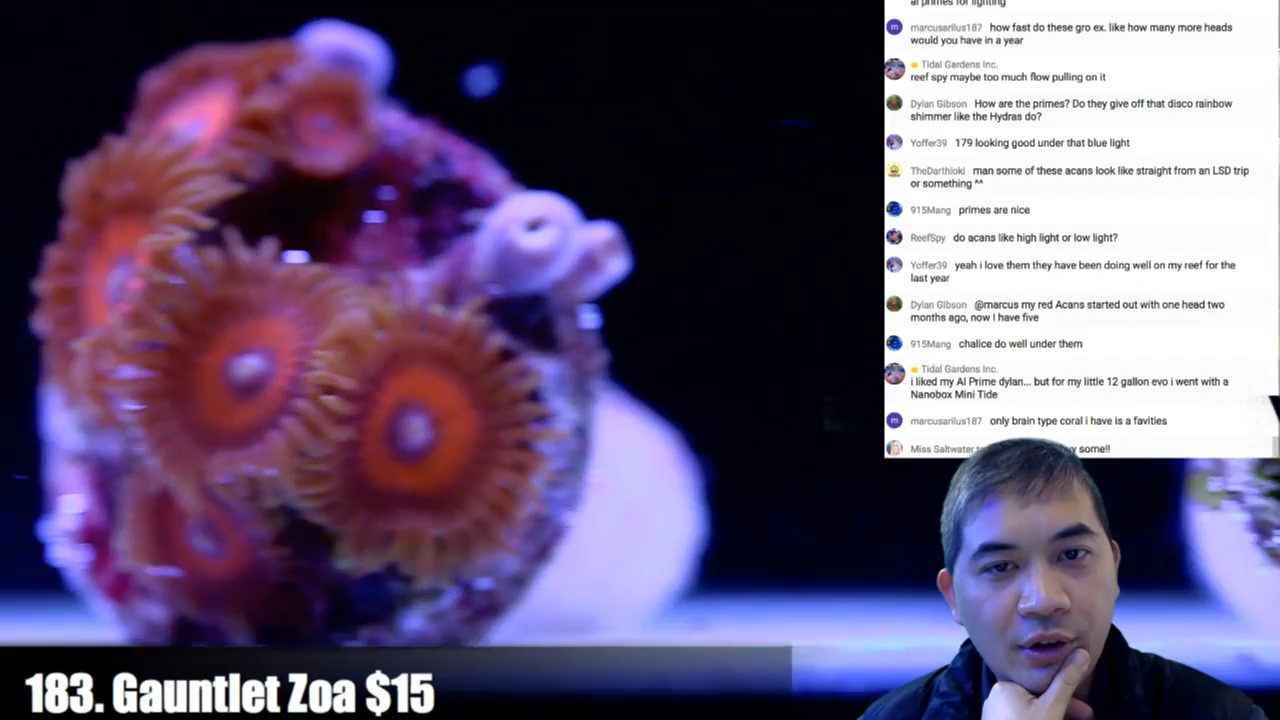 al primes for lighting
marcusarilus187 how fast do these gro ex. like how many more heads
would you have in a year
Tidal Gardens Inc.
reef spy maybe too much flow pulling on it
Dylan Gibson How are the primes? Do they give off that disco rainbow
shimmer like the Hydras do?
Yoffer39 179 looking good under that blue light
TheDarthloki man some of these acans look like straight from an LSD trip
or something ^^
915Mang primes are nice
ReefSpy do acans like high light or low light?
Yoffer39 yeah i love them they have been doing well on my reef for the
last year
Dylan Gibson @marcus my red Acans started out with one head two
months ago, now I have five
915Mang chalice do well under them
Tidal Gardens Inc.
i liked my AI Prime dylan... but for my little 12 gallon evo i went with a
Nanobox Mini Tide
m marcusarilus187 only brain type coral i have is a favities
Miss Saltwater some!!
183. Gauntlet Zoa $15